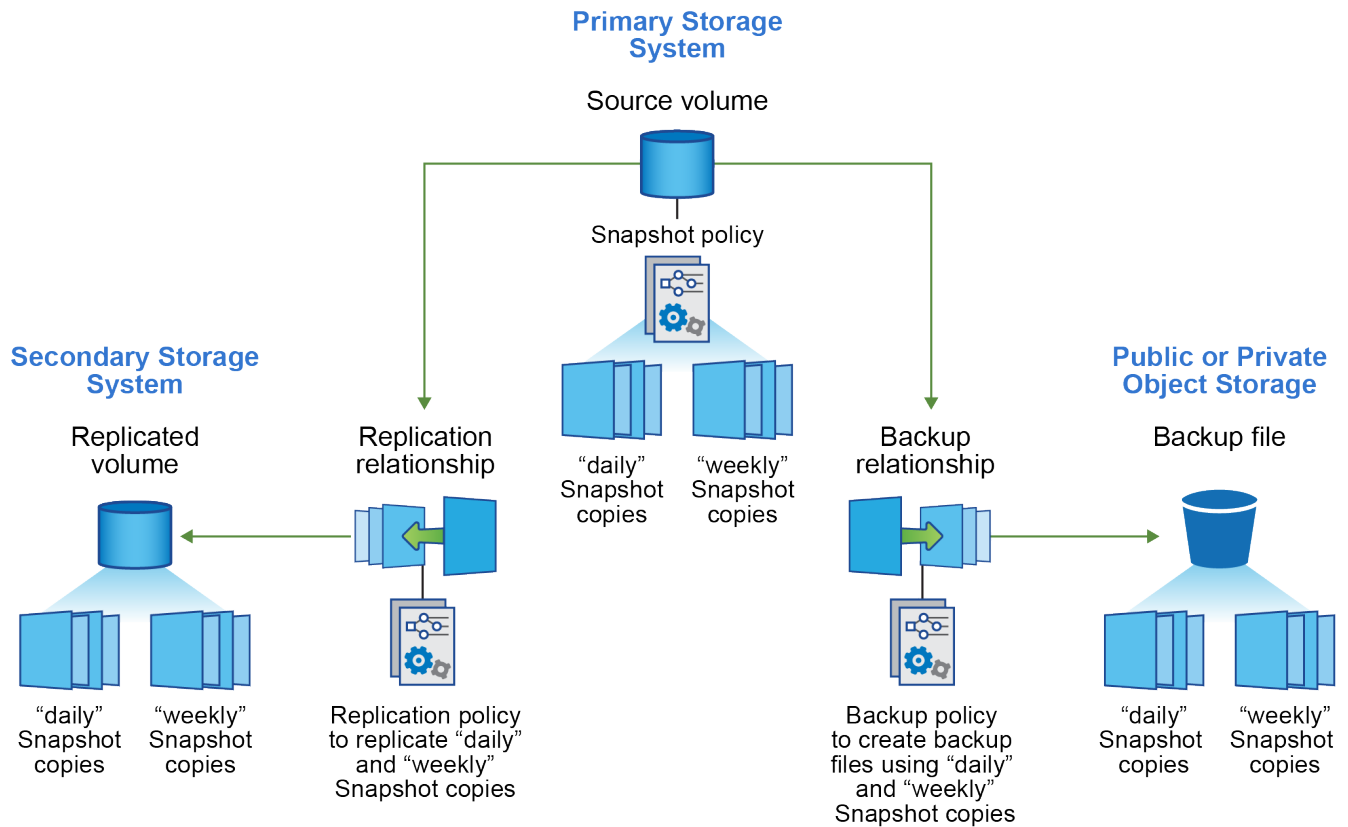 Primary Storage
System
Source volume
Snapshot policy
“daily”
Snapshot
copies
“weekly”
Snapshot
copies
Secondary Storage
System
Replicated
volume
“daily”
Snapshot
copies
“weekly”
Snapshot
copies
Replication
relationship
Replication policy
to replicate “daily”
and “weekly”
Snapshot copies
Backup
relationship
Backup policy
to create backup
files using “daily”
and “weekly”
Snapshot copies
Public or Private
Object Storage
Backup file
“daily”
Snapshot
copies
“weekly”
Snapshot
copies